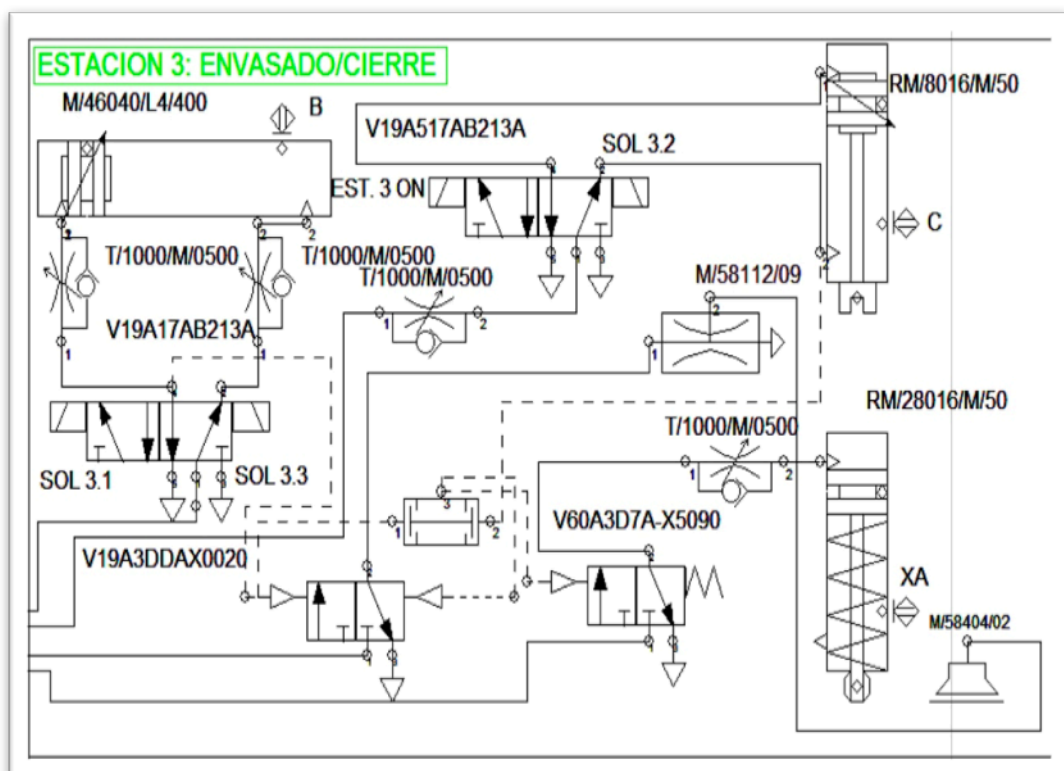 ESTACION 3: ENVASADO/CIERRE
M/46040/L4/400
B
V19A517AB213A
RM/8016/M/50
SOL 3.2
EST. 3 ON
C
T/1000/M/0500
T/1000/M/0500
T/1000/M/0500
M/58112/09
V19A17AB213A
RM/28016/M/50
T/1000/M/0500
SOL 3.1
SOL 3.3
V60A3D7A-X5090
V19A3DDAX0020
XA
M/58404/02